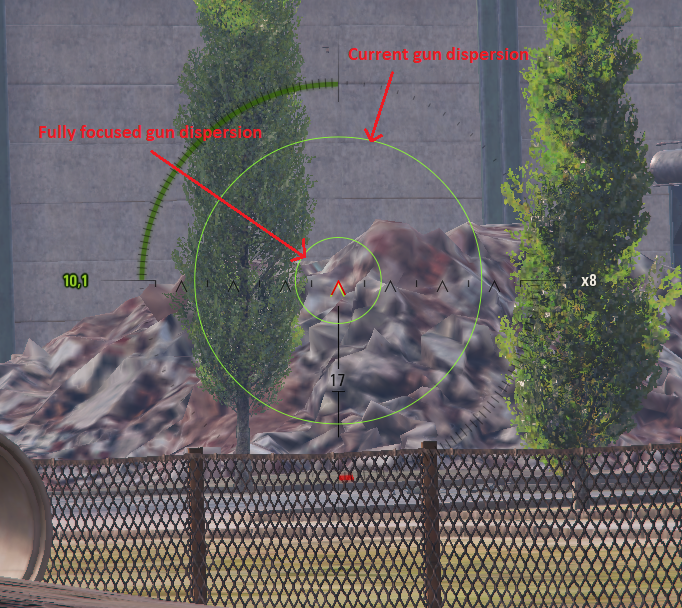 Current gun dispersion
Fully focused gun dispersion
10,1
x8
17